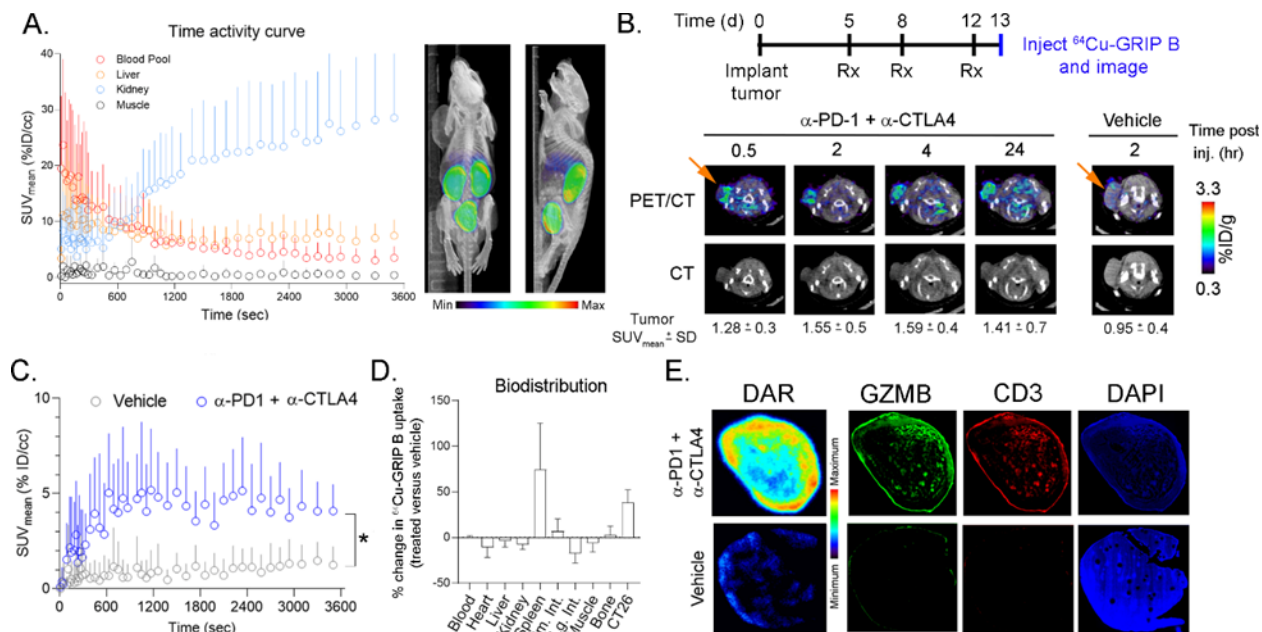 A.
Time activity curve
SUVmean (%ID/cc)
40
30
20
10
0
Blood Pool
Liver
Kidney
Muscle
0 600 1200 1800 2400 3000 3600
Time (sec)
Min Max
B.
Time (d) 0 5 8 12 13
Implant tumor
Rx Rx Rx
Inject ⁶⁴Cu-GRIP B
and image
α-PD-1 + α-CTLA4 Vehicle
0.5 2 4 24 2
Time post
inj. (hr)
PET/CT
CT
3.3
%ID/g
0.3
Tumor
SUVmean ± SD
1.28 ± 0.3 1.55 ± 0.5 1.59 ± 0.4 1.41 ± 0.7 0.95 ± 0.4
C.
Vehicle α-PD1 + α-CTLA4
SUVmean (% ID/cc)
10
5
0
*
0 600 1200 1800 2400 3000 3600
Time (sec)
D.
Biodistribution
% change in ⁶⁴Cu-GRIP B uptake
(treated versus vehicle)
150
100
50
0
-50
Blood
Heart
Liver
Kidney
Spleen
m. Int.
g. Int.
Muscle
Bone
CT26
E.
DAR GZMB CD3 DAPI
α-PD1 +
α-CTLA4
Vehicle
Maximum
Minimum